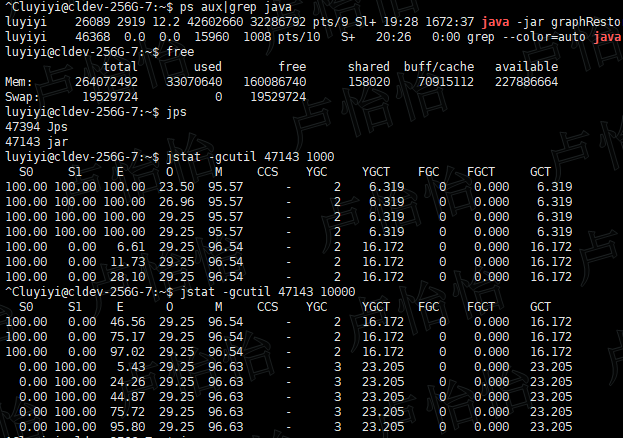 ^Cluyiyi@cldev-256G-7:~$ ps aux|grep java
luyiyi   26089 2919 12.2 42602660 32286792 pts/9 Sl+ 19:28 1672:37 java -jar graphResto
luyiyi   46368  0.0  0.0  15960  1008 pts/10   S+   20:26   0:00 grep --color=auto java
luyiyi@cldev-256G-7:~$ free
              total        used        free      shared  buff/cache   available
Mem:      264072492    33070640   160086740      158020    70915112   227886664
Swap:      19529724           0    19529724
luyiyi@cldev-256G-7:~$ jps
47394 Jps
47143 jar
luyiyi@cldev-256G-7:~$ jstat -gcutil 47143 1000
  S0     S1     E      O      M     CCS    YGC     YGCT    FGC    FGCT     GCT
100.00 100.00 100.00  23.50  95.57      -      2    6.319     0    0.000    6.319
100.00 100.00 100.00  26.96  95.57      -      2    6.319     0    0.000    6.319
100.00 100.00 100.00  29.25  95.57      -      2    6.319     0    0.000    6.319
100.00 100.00 100.00  29.25  95.57      -      2    6.319     0    0.000    6.319
100.00   0.00   6.61  29.25  96.54      -      2   16.172     0    0.000   16.172
100.00   0.00  11.73  29.25  96.54      -      2   16.172     0    0.000   16.172
100.00   0.00  28.10  29.25  96.54      -      2   16.172     0    0.000   16.172
^Cluyiyi@cldev-256G-7:~$ jstat -gcutil 47143 10000
  S0     S1     E      O      M     CCS    YGC     YGCT    FGC    FGCT     GCT
100.00   0.00  46.56  29.25  96.54      -      2   16.172     0    0.000   16.172
100.00   0.00  75.17  29.25  96.54      -      2   16.172     0    0.000   16.172
100.00   0.00  97.02  29.25  96.54      -      2   16.172     0    0.000   16.172
  0.00 100.00   5.43  29.25  96.63      -      3   23.205     0    0.000   23.205
  0.00 100.00  24.26  29.25  96.63      -      3   23.205     0    0.000   23.205
  0.00 100.00  44.87  29.25  96.63      -      3   23.205     0    0.000   23.205
  0.00 100.00  75.72  29.25  96.63      -      3   23.205     0    0.000   23.205
  0.00 100.00  95.80  29.25  96.63      -      3   23.205     0    0.000   23.205